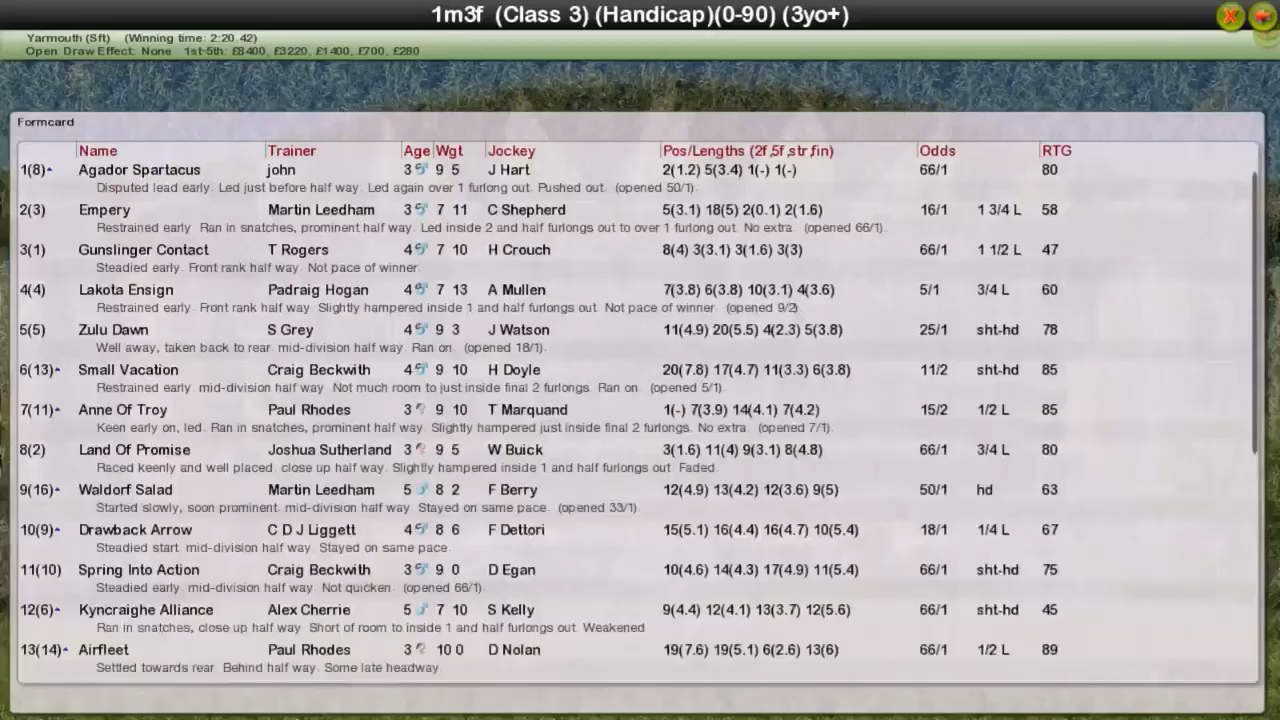 1m3f (Class 3) (Handicap)(0-90) (3yo+)
Yarmouth (Sft) (Winning time: 2:20.42)
Open Draw Effect: None 1st-5th: £8400, £3220, £1400, £700, £280
Formcard
Name Trainer Age Wgt Jockey Pos/Lengths (2f,5f,str,fin) Odds RTG
1(8) Agador Spartacus john 3 9 5 J Hart 2(1.2) 5(3.4) 1(-) 1(-) 66/1 80
Disputed lead early. Led just before half way. Led again over 1 furlong out. Pushed out. (opened 50/1).
2(3) Empery Martin Leedham 3 7 11 C Shepherd 5(3.1) 18(5) 2(0.1) 2(1.6) 16/1 1 3/4 L 58
Restrained early. Ran in snatches, prominent half way. Led inside 2 and half furlongs out to over 1 furlong out. No extra. (opened 66/1).
3(1) Gunslinger Contact T Rogers 4 7 10 H Crouch 8(4) 3(3.1) 3(1.6) 3(3) 66/1 1 1/2 L 47
Steadied early. Front rank half way. Not pace of winner.
4(4) Lakota Ensign Padraig Hogan 4 7 13 A Mullen 7(3.8) 6(3.8) 10(3.1) 4(3.6) 5/1 3/4 L 60
Restrained early. Front rank half way. Slightly hampered inside 1 and half furlongs out. Not pace of winner. (opened 9/2).
5(5) Zulu Dawn S Grey 4 9 3 J Watson 11(4.9) 20(5.5) 4(2.3) 5(3.8) 25/1 sht-hd 78
Well away, taken back to rear. mid-division half way. Ran on. (opened 18/1).
6(13) Small Vacation Craig Beckwith 4 9 10 H Doyle 20(7.8) 17(4.7) 11(3.3) 6(3.8) 11/2 sht-hd 85
Restrained early. mid-division half way. Not much room to just inside final 2 furlongs. Ran on. (opened 5/1).
7(11) Anne Of Troy Paul Rhodes 3 9 10 T Marquand 1(-) 7(3.9) 14(4.1) 7(4.2) 15/2 1/2 L 85
Keen early on, led. Ran in snatches, prominent half way. Slightly hampered just inside final 2 furlongs. No extra. (opened 7/1).
8(2) Land Of Promise Joshua Sutherland 3 9 5 W Buick 3(1.6) 11(4) 9(3.1) 8(4.8) 66/1 3/4 L 80
Raced keenly and well placed. close up half way. Slightly hampered inside 1 and half furlongs out. Faded.
9(16) Waldorf Salad Martin Leedham 5 8 2 F Berry 12(4.9) 13(4.2) 12(3.6) 9(5) 50/1 hd 63
Started slowly, soon prominent. mid-division half way. Stayed on same pace. (opened 33/1).
10(9) Drawback Arrow C D J Liggett 4 8 6 F Dettori 15(5.1) 16(4.4) 16(4.7) 10(5.4) 18/1 1/4 L 67
Steadied start. mid-division half way. Stayed on same pace.
11(10) Spring Into Action Craig Beckwith 3 9 0 D Egan 10(4.6) 14(4.3) 17(4.9) 11(5.4) 66/1 sht-hd 75
Steadied early. mid-division half way. Not quicken. (opened 66/1).
12(6) Kyncraighe Alliance Alex Cherrie 5 7 10 S Kelly 9(4.4) 12(4.1) 13(3.7) 12(5.6) 66/1 sht-hd 45
Ran in snatches, close up half way. Short of room to inside 1 and half furlongs out. Weakened.
13(14) Airfleet Paul Rhodes 3 10 0 D Nolan 19(7.6) 19(5.1) 6(2.6) 13(6) 66/1 1/2 L 89
Settled towards rear. Behind half way. Some late headway.